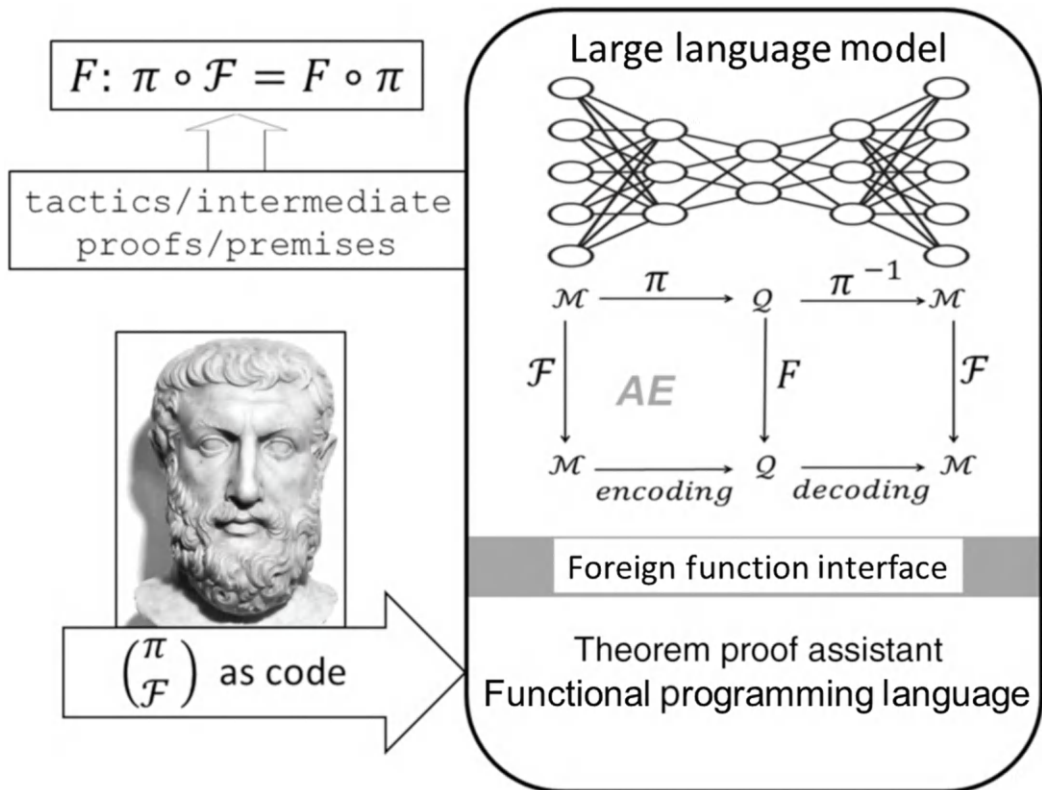 F: π ∘ ℱ = F ∘ π
tactics/intermediate
proofs/premises
(π ℱ) as code
Large language model
ℳ π 𝒬 π⁻¹ ℳ
ℱ AE F ℱ
ℳ encoding 𝒬 decoding ℳ
Foreign function interface
Theorem proof assistant
Functional programming language